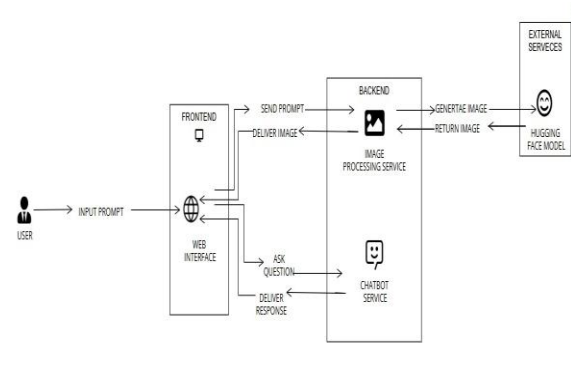 EXTERNAL
SERVECES
BACKEND
FRONTEND
SEND PROMPT
GENERTAE IMAGE
DELIVER IMAGE
RETURN IMAGE
HUGGING
FACE MODEL
IMAGE
PROCESSING SERVICE
INPUT PROMPT
USER
WEB
INTERFACE
ASK
QUESTION
CHATBOT
SERVICE
DELIVER
RESPONSE